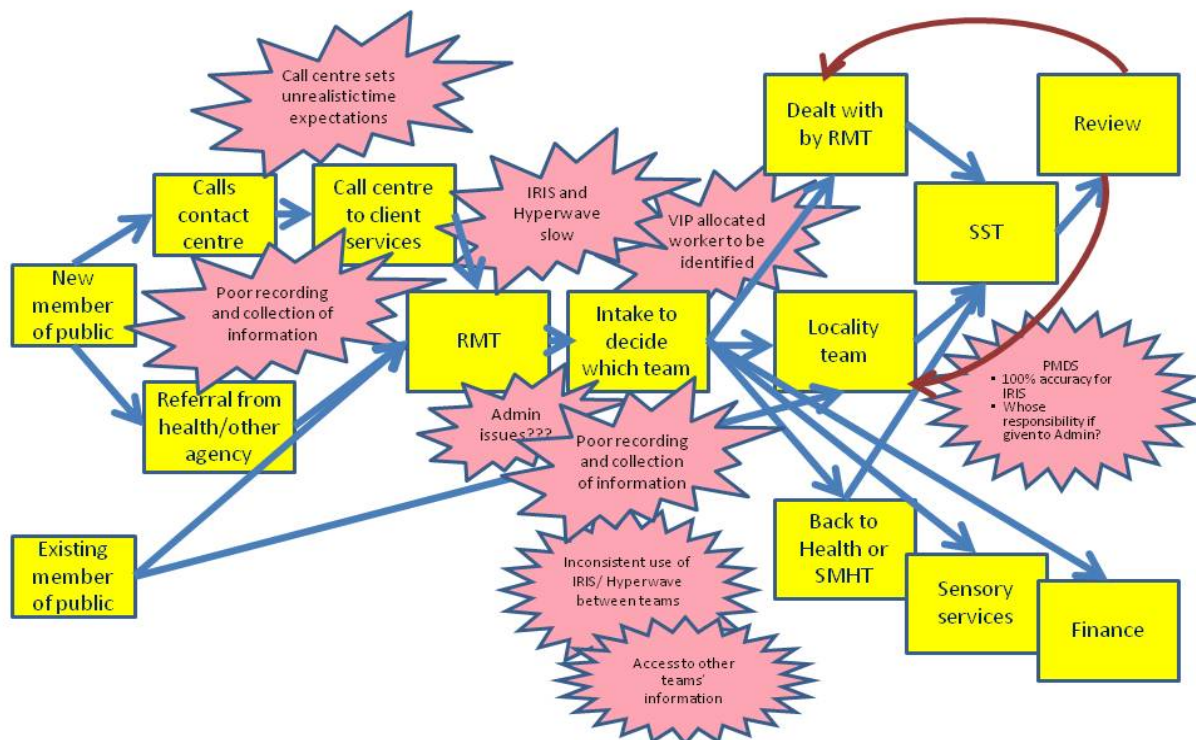 Call centre sets
unrealistic time
expectations
Dealt with
by RMT
Review
Calls
contact
centre
Call centre
to client
services
IRIS and
Hyperwave
slow
VIP allocated
worker to be
identified
SST
New
member
of public
Poor recording
and collection of
information
RMT
Intake to
decide
which team
Locality
team
PMDS
▪ 100% accuracy for
IRIS
▪ Whose
responsibility if
given to Admin?
Referral from
health/other
agency
Admin
issues???
Poor recording
and collection
of information
Existing
member
of public
Inconsistent use of
IRIS/ Hyperwave
between teams
Back to
Health or
SMHT
Sensory
services
Finance
Access to other
teams'
information